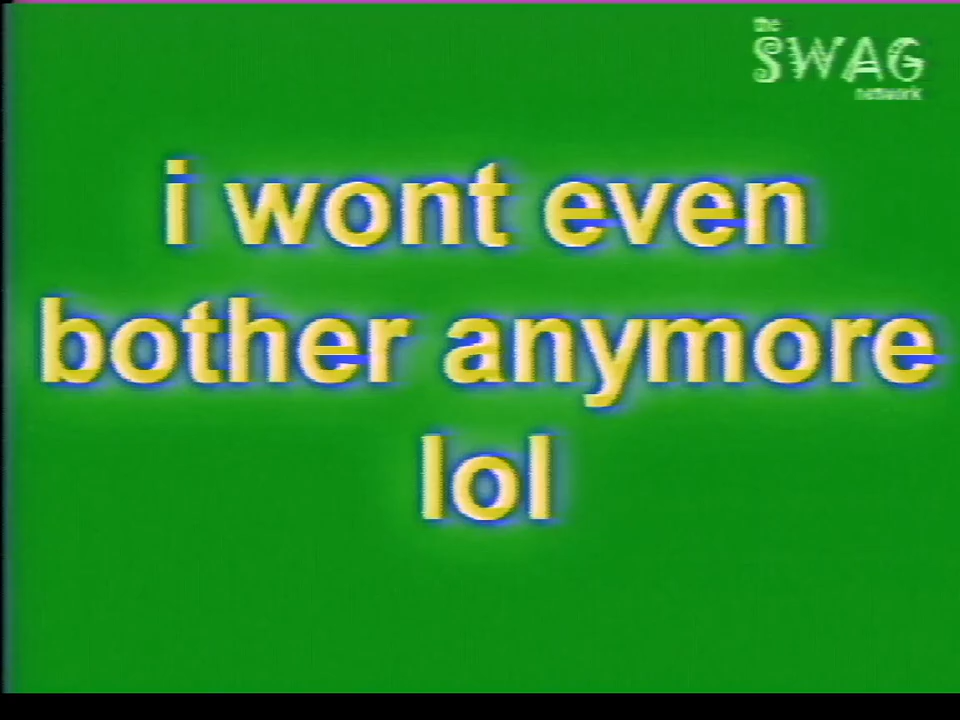 the
SWAG
network
i wont even
bother anymore
lol